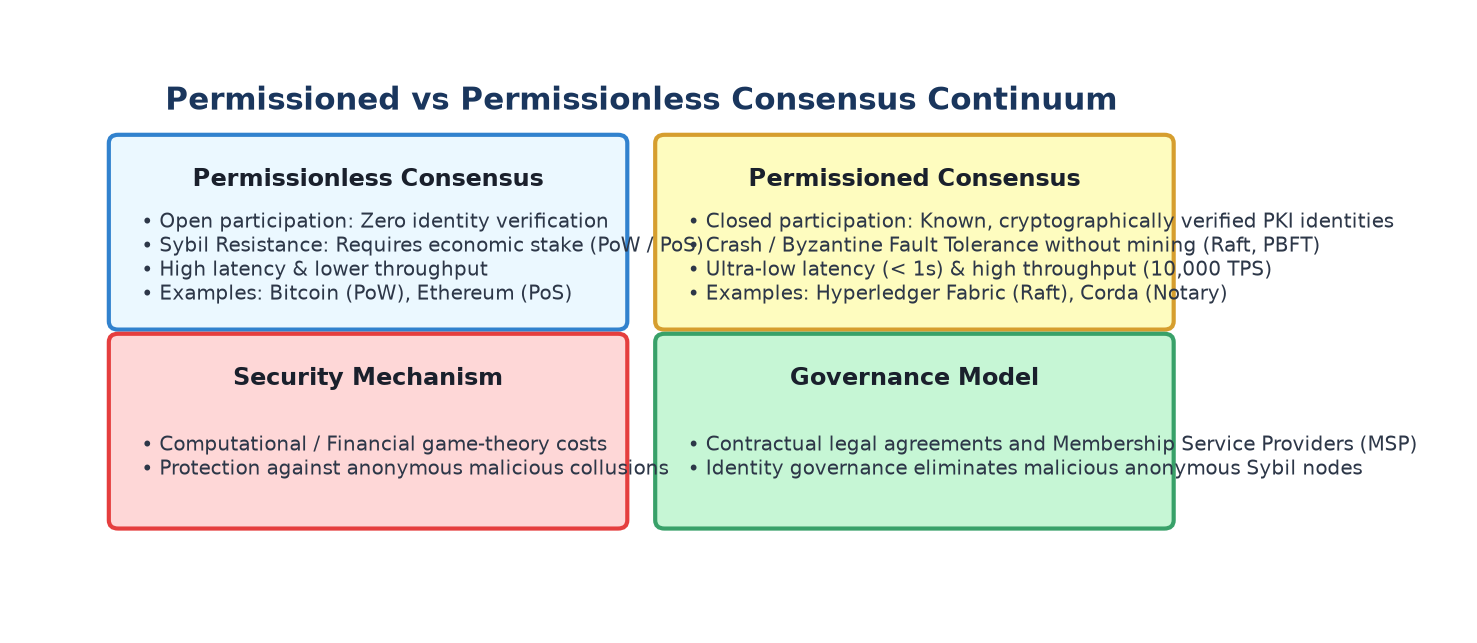 Permissioned vs Permissionless Consensus Continuum
Permissionless Consensus
• Open participation: Zero identity verification
• Sybil Resistance: Requires economic stake (PoW / PoS)
• High latency & lower throughput
• Examples: Bitcoin (PoW), Ethereum (PoS)
Permissioned Consensus
• Closed participation: Known, cryptographically verified PKI identities
• Crash / Byzantine Fault Tolerance without mining (Raft, PBFT)
• Ultra-low latency (< 1s) & high throughput (10,000 TPS)
• Examples: Hyperledger Fabric (Raft), Corda (Notary)
Security Mechanism
• Computational / Financial game-theory costs
• Protection against anonymous malicious collusions
Governance Model
• Contractual legal agreements and Membership Service Providers (MSP)
• Identity governance eliminates malicious anonymous Sybil nodes